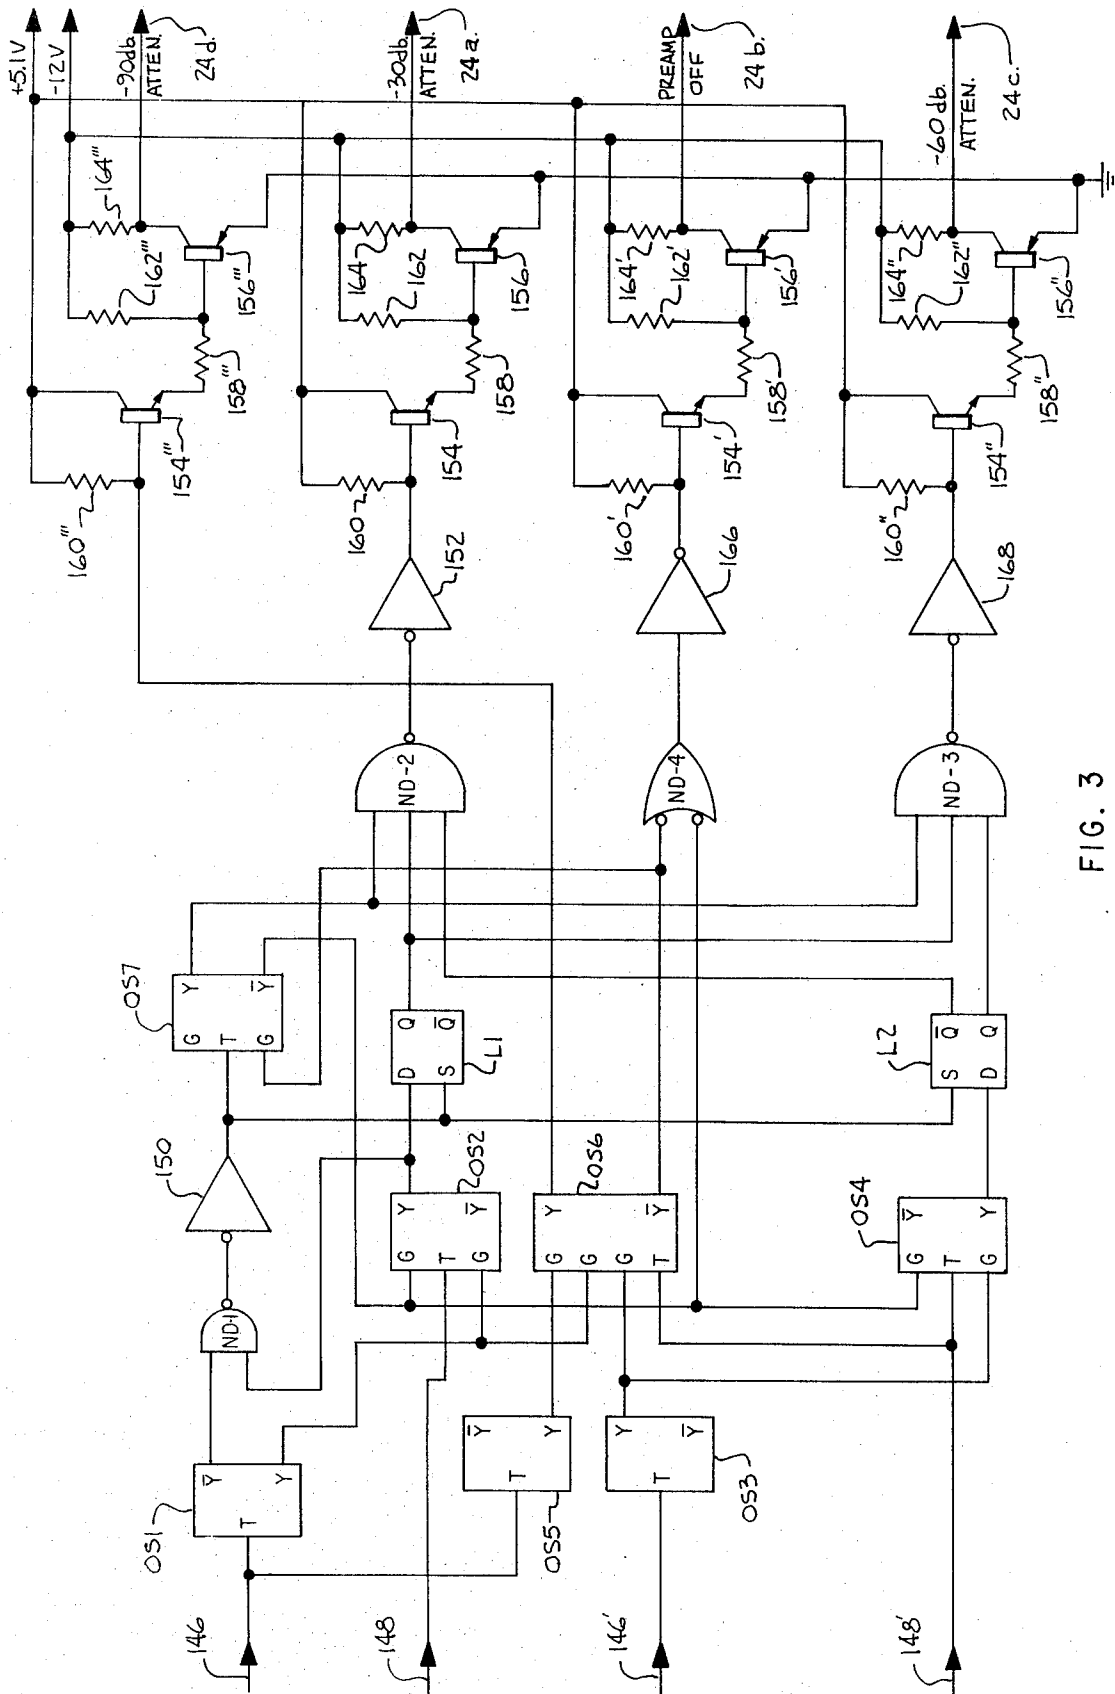 +5.1V
-12V
-90db.
ATTEN.
24d.
164'''
162'''
156'''
158'''
154'''
160'''
-30db.
ATTEN.
24a.
164
162
156
158
154
160
152
PREAMP
OFF
24b.
164'
162'
156'
158'
154'
160'
166
-60db.
ATTEN.
24c.
164"
162"
156"
158"
154"
160"
168
ND-2
ND-4
ND-3
OS7
G
T
G
Y
Y̅
D
S
Q
Q̅
L1
S
D
Q̅
Q
L2
150
ND-1
G
T
G
Y
Y̅
OS2
G
G
G
T
Y
Y̅
OS6
G
T
G
Y̅
Y
OS4
OS1
T
Y̅
Y
OS5
T
Y̅
Y
T
Y
Y̅
OS3
146
148
146'
148'
FIG. 3